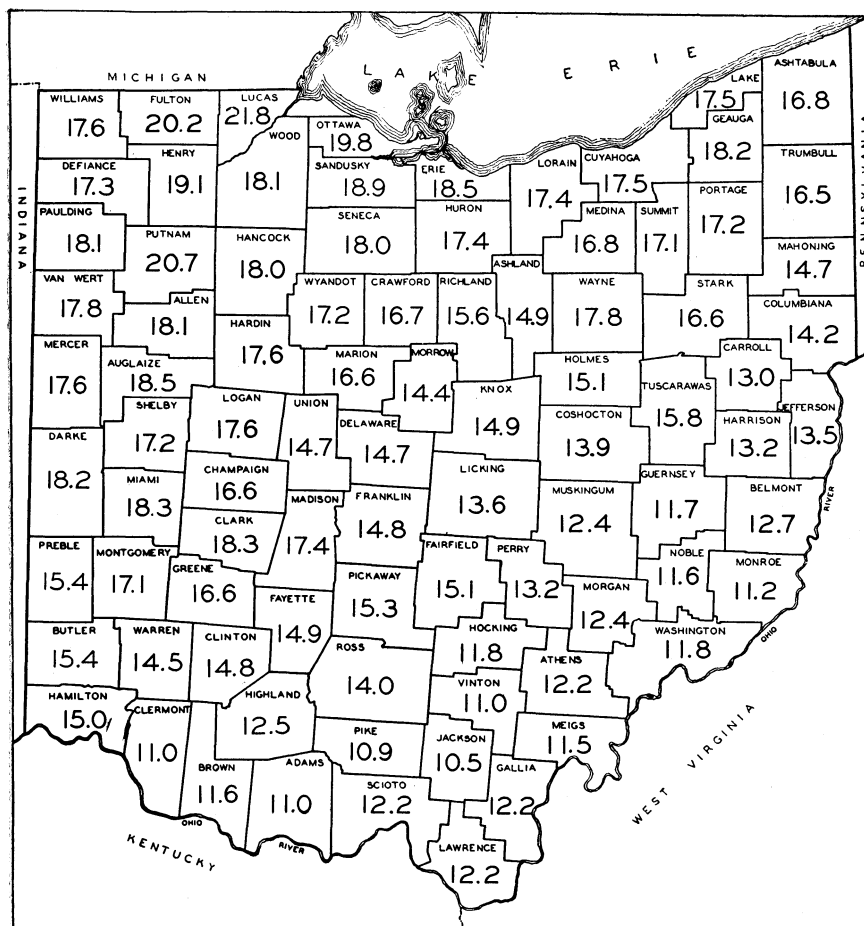 LAKE ERIE
MICHIGAN
INDIANA
PENNSYLVANIA
WEST VIRGINIA
KENTUCKY
OHIO
RIVER
OHIO
RIVER
WILLIAMS
17.6
FULTON
20.2
LUCAS
21.8
OTTAWA
19.8
WOOD
18.1
LAKE
17.5
ASHTABULA
16.8
GEAUGA
18.2
DEFIANCE
17.3
HENRY
19.1
SANDUSKY
18.9
ERIE
18.5
LORAIN
17.4
CUYAHOGA
17.5
TRUMBULL
16.5
PAULDING
18.1
PUTNAM
20.7
HANCOCK
18.0
SENECA
18.0
HURON
17.4
MEDINA
16.8
SUMMIT
17.1
PORTAGE
17.2
MAHONING
14.7
VAN WERT
17.8
ALLEN
18.1
WYANDOT
17.2
CRAWFORD
16.7
RICHLAND
15.6
ASHLAND
14.9
WAYNE
17.8
STARK
16.6
COLUMBIANA
14.2
MERCER
17.6
AUGLAIZE
18.5
HARDIN
17.6
MARION
16.6
MORROW
14.4
HOLMES
15.1
TUSCARAWAS
15.8
CARROLL
13.0
SHELBY
17.2
LOGAN
17.6
UNION
14.7
DELAWARE
14.7
KNOX
14.9
COSHOCTON
13.9
HARRISON
13.2
JEFFERSON
13.5
DARKE
18.2
MIAMI
18.3
CHAMPAIGN
16.6
CLARK
18.3
MADISON
17.4
FRANKLIN
14.8
LICKING
13.6
MUSKINGUM
12.4
GUERNSEY
11.7
BELMONT
12.7
PREBLE
15.4
MONTGOMERY
17.1
GREENE
16.6
FAYETTE
14.9
PICKAWAY
15.3
FAIRFIELD
15.1
PERRY
13.2
MORGAN
12.4
NOBLE
11.6
MONROE
11.2
BUTLER
15.4
WARREN
14.5
CLINTON
14.8
ROSS
14.0
HOCKING
11.8
ATHENS
12.2
WASHINGTON
11.8
HAMILTON
15.0
CLERMONT
11.0
HIGHLAND
12.5
PIKE
10.9
VINTON
11.0
JACKSON
10.5
MEIGS
11.5
BROWN
11.6
ADAMS
11.0
SCIOTO
12.2
GALLIA
12.2
LAWRENCE
12.2